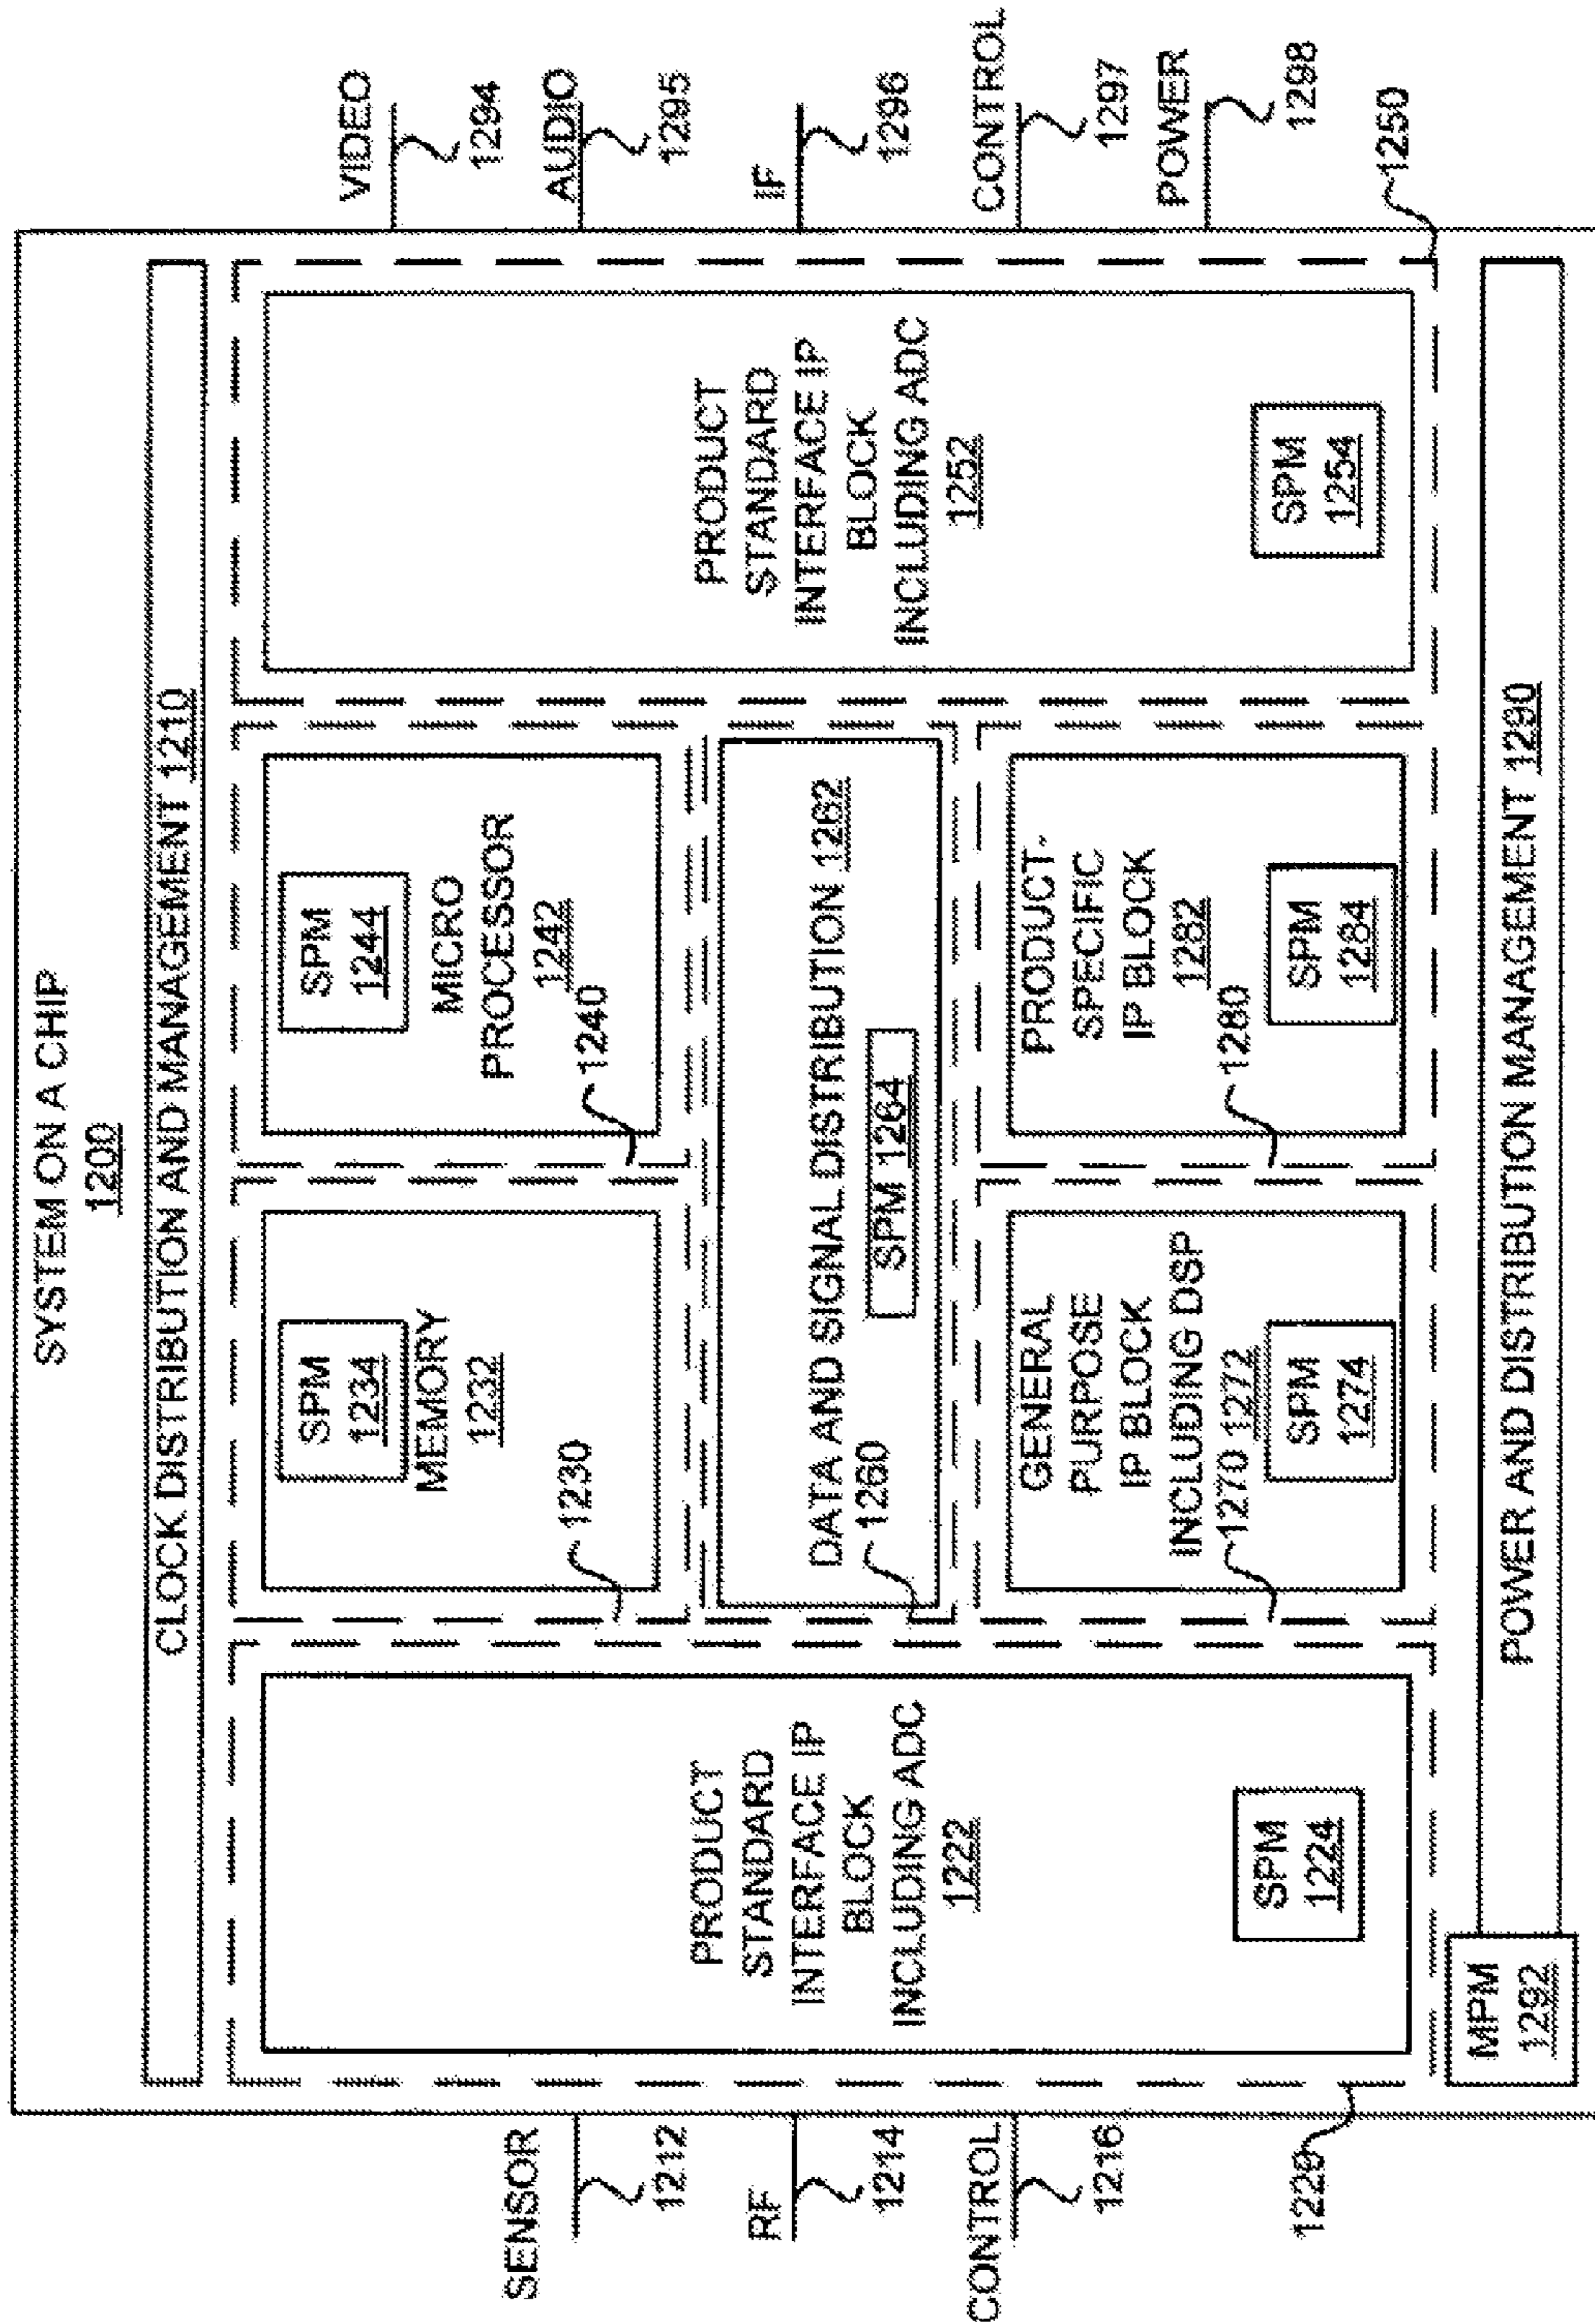 SYSTEM ON A CHIP
1200
CLOCK DISTRIBUTION AND MANAGEMENT 1210
SENSOR
1212
RF
1214
CONTROL
1216
1220
PRODUCT
STANDARD
INTERFACE IP
BLOCK
INCLUDING ADC
1222
SPM
1224
SPM
1234
MEMORY
1232
1230
SPM
1244
MICRO
PROCESSOR
1242
1240
DATA AND SIGNAL DISTRIBUTION 1262
1260
SPM 1264
GENERAL
PURPOSE
IP BLOCK
INCLUDING DSP
1270 1272
SPM
1274
PRODUCT-
SPECIFIC
IP BLOCK
1282
1280
SPM
1284
PRODUCT
STANDARD
INTERFACE IP
BLOCK
INCLUDING ADC
1252
SPM
1254
VIDEO
1294
AUDIO
1295
IF
1296
CONTROL
1297
POWER
1298
1250
MPM
1292
POWER AND DISTRIBUTION MANAGEMENT 1290